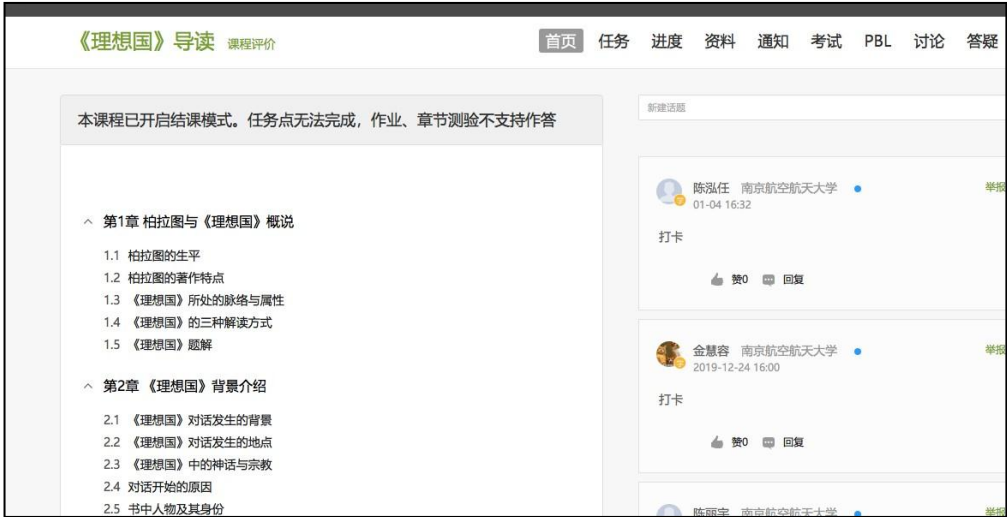 《理想国》导读 课程评价
首页 任务 进度 资料 通知 考试 PBL 讨论 答疑
本课程已开启结课模式。任务点无法完成，作业、章节测验不支持作答
第1章 柏拉图与《理想国》概说
1.1 柏拉图的生平
1.2 柏拉图的著作特点
1.3 《理想国》所处的脉络与属性
1.4 《理想国》的三种解读方式
1.5 《理想国》题解
第2章 《理想国》背景介绍
2.1 《理想国》对话发生的背景
2.2 《理想国》对话发生的地点
2.3 《理想国》中的神话与宗教
2.4 对话开始的原因
2.5 书中人物及其身份
新建话题
陈泓任 南京航空航天大学 举报
01-04 16:32
打卡
赞0 回复
金慧容 南京航空航天大学 举报
2019-12-24 16:00
打卡
赞0 回复
陈丽宇 南京航空航天大学 举报